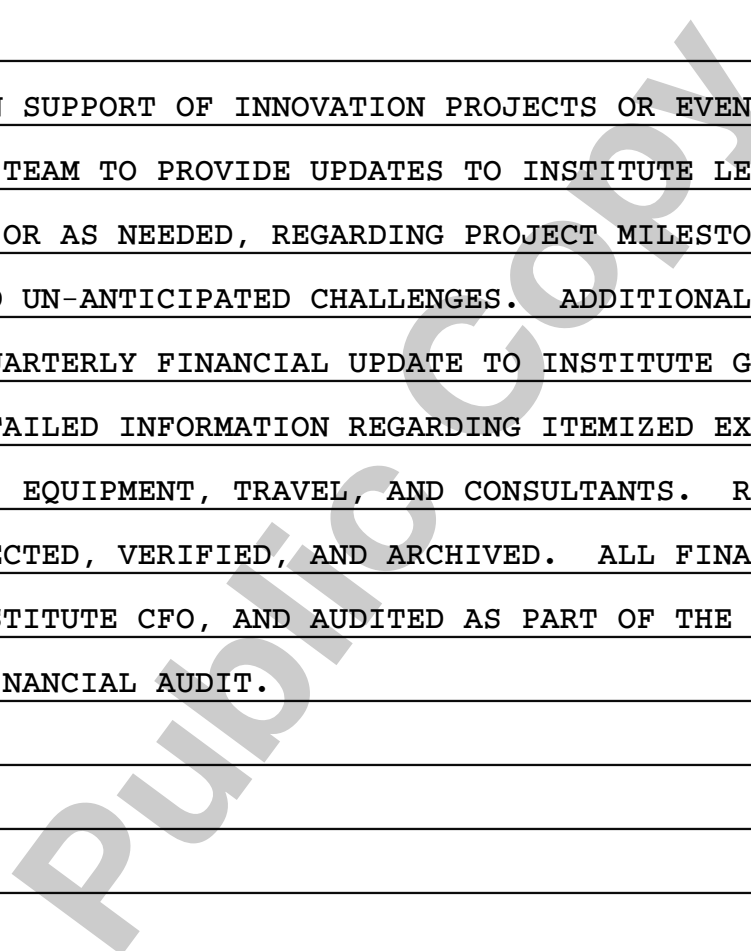 SUPPORT OF INNOVATION PROJECTS OR EVEN
TEAM TO PROVIDE UPDATES TO INSTITUTE LE
OR AS NEEDED, REGARDING PROJECT MILESTO
UN-ANTICIPATED CHALLENGES. ADDITIONAL
ARTERLY FINANCIAL UPDATE TO INSTITUTE G
TAILED INFORMATION REGARDING ITEMIZED EX
EQUIPMENT, TRAVEL, AND CONSULTANTS. R
ECTED, VERIFIED, AND ARCHIVED. ALL FINA
STITUTE CFO, AND AUDITED AS PART OF THE
NANCIAL AUDIT.
Public Copy